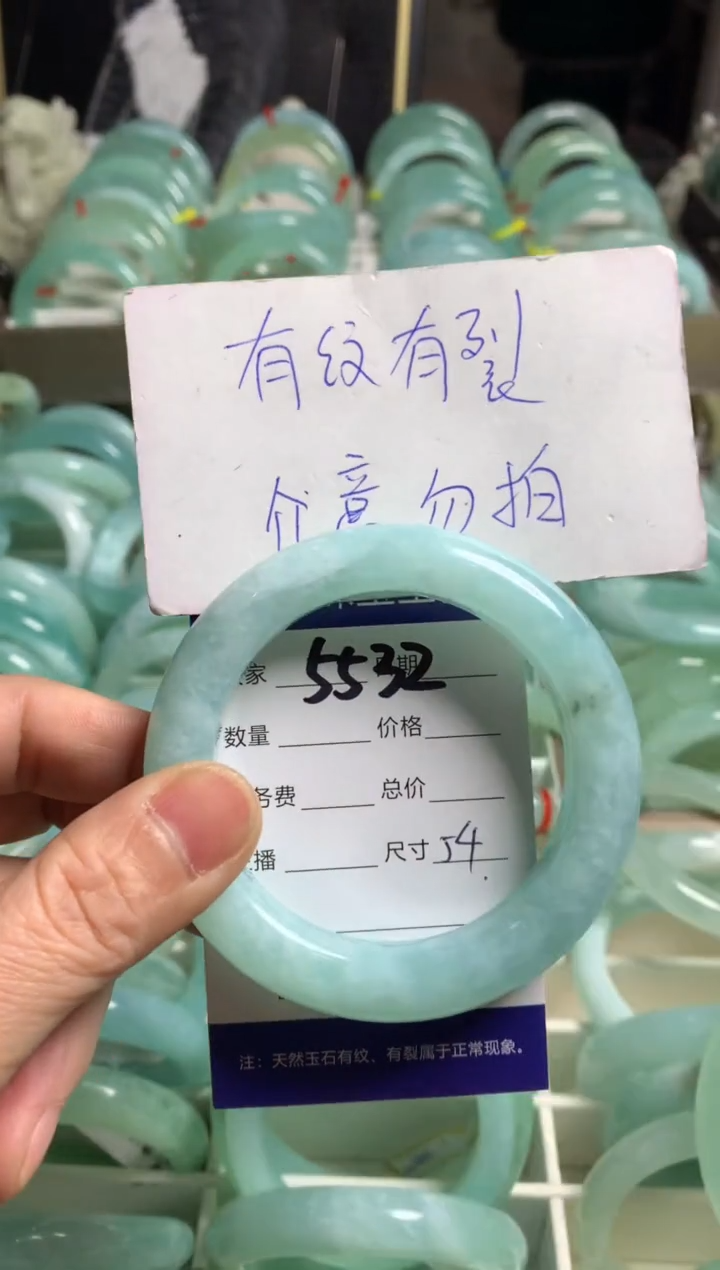 有纹有裂
介意勿拍
家 5532 期
数量 价格
务费 总价
播 尺寸 54.
注：天然玉石有纹、有裂属于正常现象。